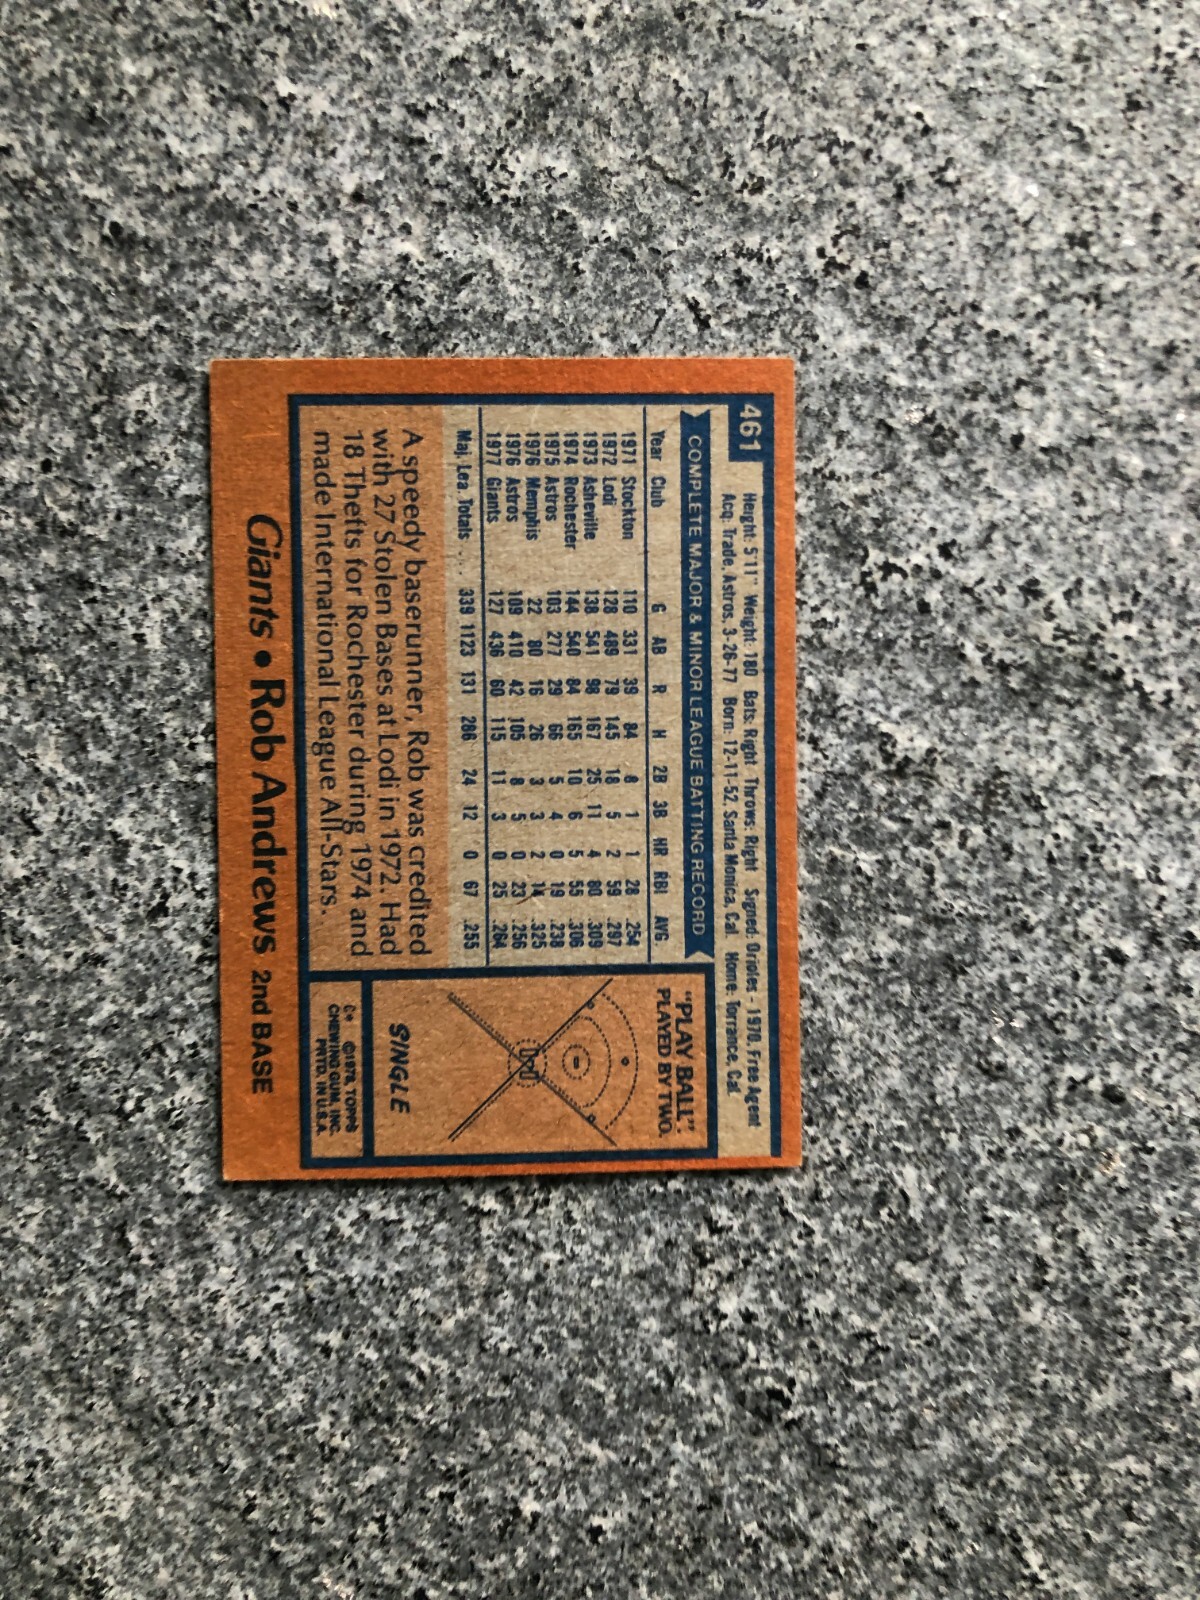 461
Height: 5'11" Weight: 180 Bats: Right Throws: Right Signed: Orioles - 1970, Free Agent
Acq. Trade, Astros, 3-26-77 Born: 12-11-52, Santa Monica, Cal. Home: Torrance, Cal.
COMPLETE MAJOR & MINOR LEAGUE BATTING RECORD
Year Club G AB R H 2B 3B HR RBI AVG
1971 Stockton 110 331 39 84 8 1 1 28 .254
1972 Lodi 128 489 79 145 18 5 2 59 .297
1973 Asheville 138 541 98 167 25 11 4 80 .309
1974 Rochester 144 540 84 165 10 6 5 55 .306
1975 Astros 103 277 29 66 5 4 0 19 .238
1976 Memphis 22 80 16 26 3 3 2 14 .325
1976 Astros 109 410 42 105 8 5 0 23 .256
1977 Giants 127 436 60 115 11 3 0 25 .264
Maj. Lea. Totals ... 339 1123 131 286 24 12 0 67 .255
A speedy baserunner, Rob was credited
with 27 Stolen Bases at Lodi in 1972. Had
18 Thefts for Rochester during 1974 and
made International League All-Stars.
"PLAY BALL"
PLAYED BY TWO.
SINGLE
C* ©1978, TOPPS
CHEWING GUM, INC.
PRTD. IN U.S.A.
Giants • Rob Andrews 2nd BASE